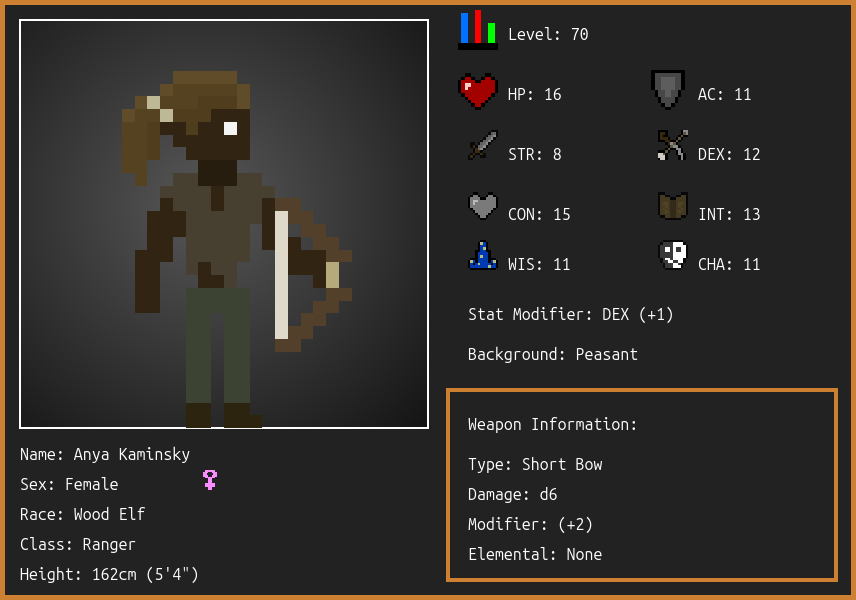 Level: 70
HP: 16
AC: 11
STR: 8
DEX: 12
CON: 15
INT: 13
WIS: 11
CHA: 11
Stat Modifier: DEX (+1)
Background: Peasant
Weapon Information:
Type: Short Bow
Damage: d6
Modifier: (+2)
Elemental: None
Name: Anya Kaminsky
Sex: Female
Race: Wood Elf
Class: Ranger
Height: 162cm (5'4")